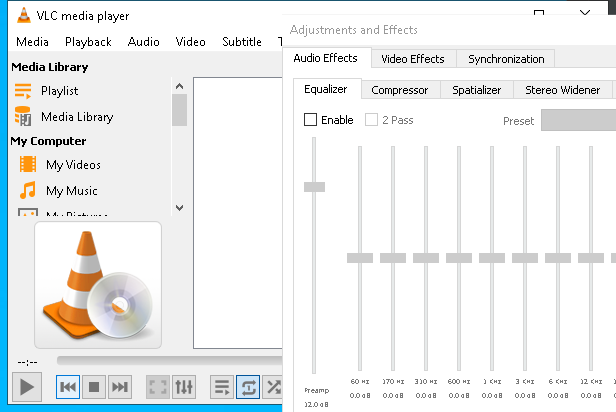 VLC media player
Media Playback Audio Video Subtitle
Media Library
Playlist
Media Library
My Computer
My Videos
My Music
My Pictures
--:--
Adjustments and Effects
Audio Effects Video Effects Synchronization
Equalizer Compressor Spatializer Stereo Widener
Enable 2 Pass Preset
60 Hz 170 Hz 310 Hz 600 Hz 1 KHz 3 KHz 6 KHz 12 KHz
Preamp 0.0 dB 0.0 dB 0.0 dB 0.0 dB 0.0 dB 0.0 dB 0.0 dB 0.0 dB
12.0 dB